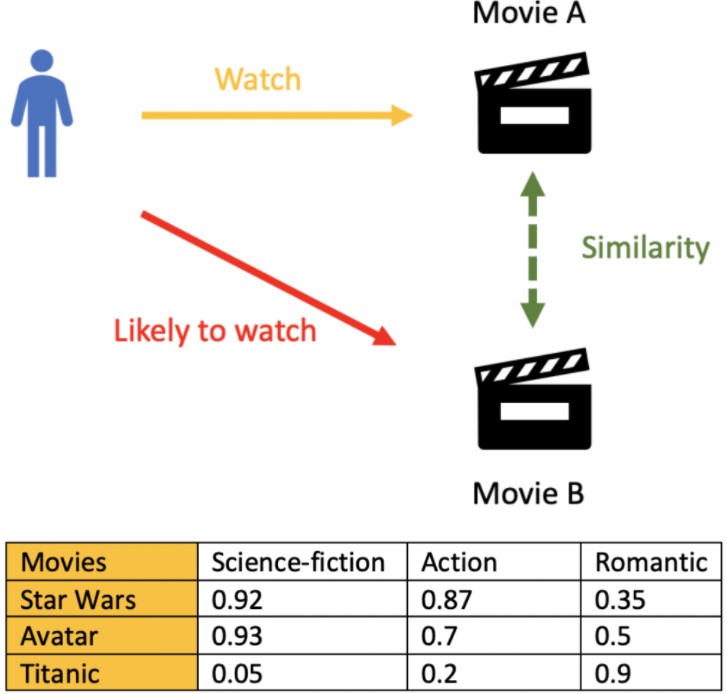 Movie A
Watch
Similarity
Likely to watch
Movie B
Movies Science-fiction Action Romantic
Star Wars 0.92 0.87 0.35
Avatar 0.93 0.7 0.5
Titanic 0.05 0.2 0.9